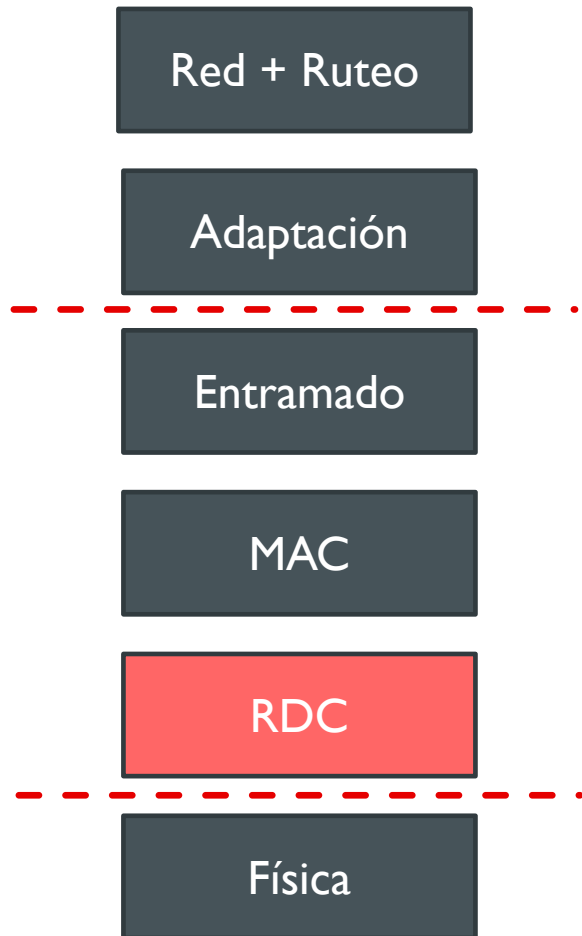 Red + Ruteo
Adaptación
Entramado
MAC
RDC
Física